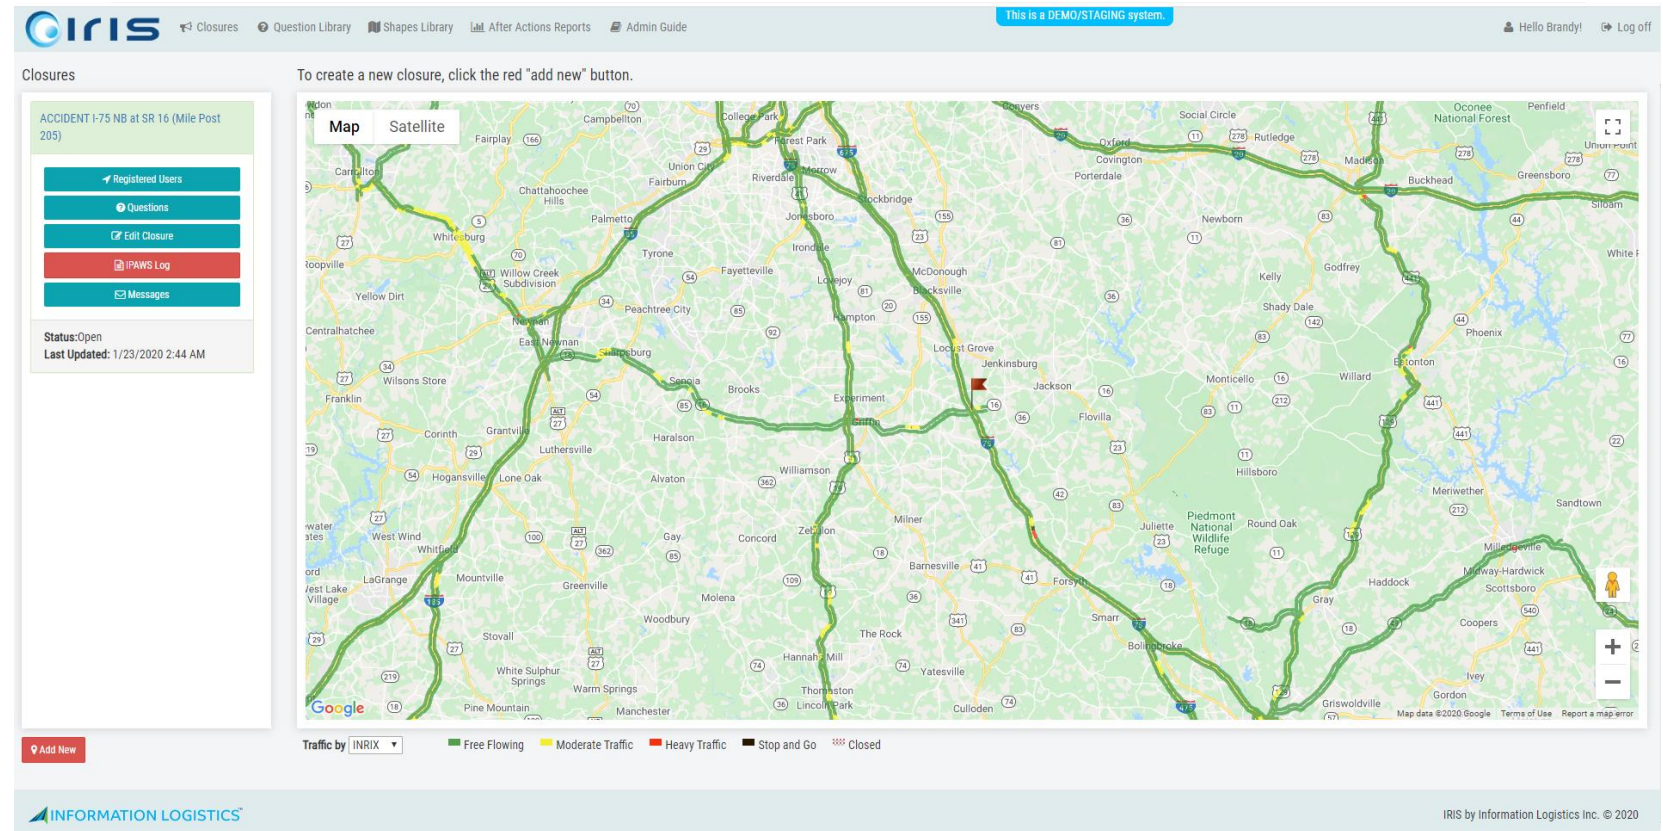 IRIS
Closures
Question Library
Shapes Library
After Actions Reports
Admin Guide
This is a DEMO/STAGING system.
Hello Brandy!
Log off
Closures
To create a new closure, click the red "add new" button.
ACCIDENT I-75 NB at SR 16 (Mile Post
205)
Registered Users
Questions
Edit Closure
IPAWS Log
Messages
Status:Open
Last Updated: 1/23/2020 2:44 AM
Add New
Map
Satellite
Campbellton
College Park
Conyers
Social Circle
Oconee
National Forest
Penfield
Fairplay
Forest Park
Oxford
Rutledge
Madison
Union Point
Carrollton
Union City
Fairburn
Riverdale
Morrow
Covington
Porterdale
Buckhead
Greensboro
Chattahoochee
Hills
Stockbridge
Siloam
Palmetto
Jonesboro
Newborn
Whitesburg
Irondale
Roopville
Willow Creek
Subdivision
Tyrone
Fayetteville
McDonough
Kelly
Godfrey
Yellow Dirt
Lovejoy
Blacksville
Peachtree City
Hampton
Shady Dale
Centralhatchee
Newnan
Phoenix
East Newnan
Sharpsburg
Locust Grove
Jenkinsburg
Wilsons Store
Senoia
Brooks
Jackson
Monticello
Willard
Eatonton
Franklin
Experiment
Flovilla
Grantville
Griffin
Corinth
Haralson
Luthersville
Hillsboro
Hogansville
Lone Oak
Alvaton
Williamson
Meriwether
Sandtown
Milner
Piedmont
National
Wildlife
Refuge
Juliette
Round Oak
West Wind
Gay
Concord
Zebulon
Whitfield
Milledgeville
Barnesville
LaGrange
Mountville
Greenville
Forsyth
Midway-Hardwick
Haddock
Scottsboro
West Lake
Village
Molena
Gray
Woodbury
Smarr
Coopers
Stovall
The Rock
Bolingbroke
Hannahs Mill
White Sulphur
Springs
Warm Springs
Yatesville
Ivey
Thomaston
Gordon
Pine Mountain
Manchester
Lincoln Park
Culloden
Griswoldville
Google
Map data ©2020 Google
Terms of Use
Report a map error
Traffic by INRIX
Free Flowing
Moderate Traffic
Heavy Traffic
Stop and Go
Closed
INFORMATION LOGISTICS
IRIS by Information Logistics Inc. © 2020